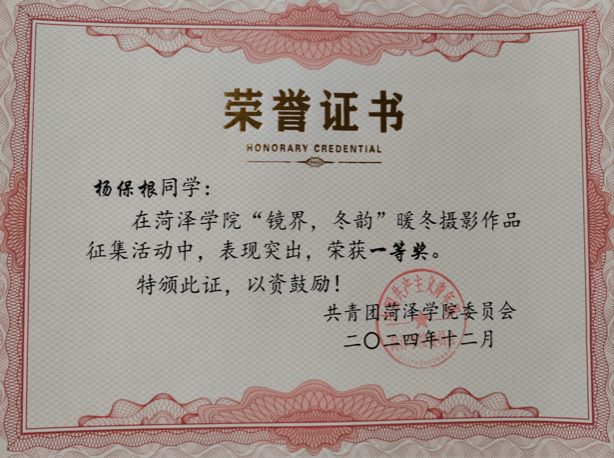 荣誉证书
HONORARY CREDENTIAL
杨保根同学：
在菏泽学院“镜界，冬韵”暖冬摄影作品
征集活动中，表现突出，荣获一等奖。
特颁此证，以资鼓励！
共青团菏泽学院委员会
二〇二四年十二月